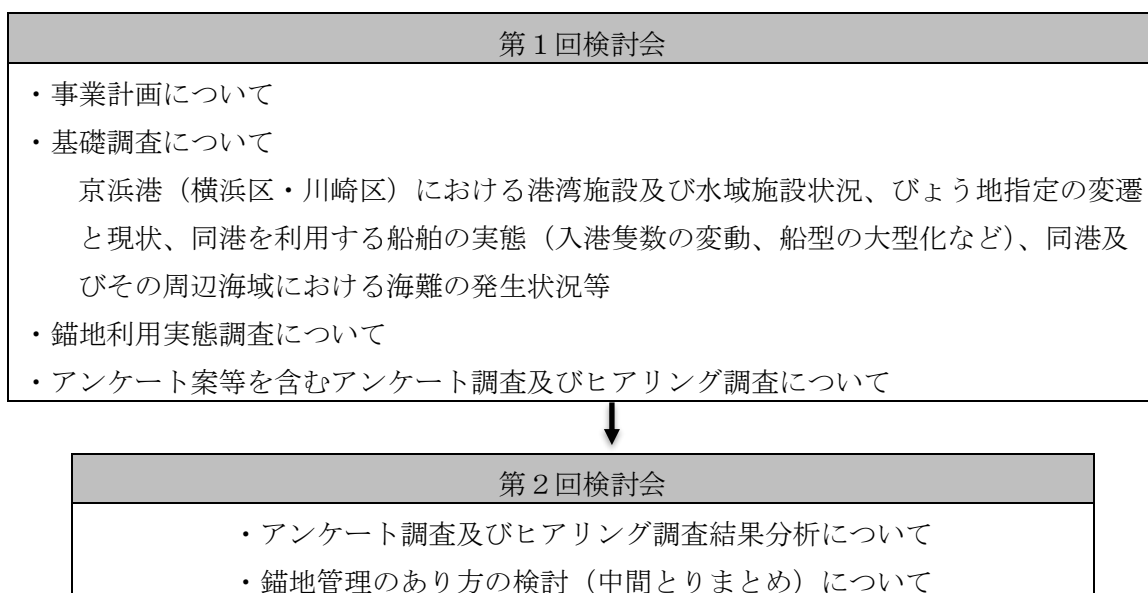 第１回検討会
・事業計画について
・基礎調査について
京浜港（横浜区・川崎区）における港湾施設及び水域施設状況、びょう地指定の変遷
と現状、同港を利用する船舶の実態（入港隻数の変動、船型の大型化など）、同港及
びその周辺海域における海難の発生状況等
・錨地利用実態調査について
・アンケート案等を含むアンケート調査及びヒアリング調査について
第２回検討会
・アンケート調査及びヒアリング調査結果分析について
・錨地管理のあり方の検討（中間とりまとめ）について